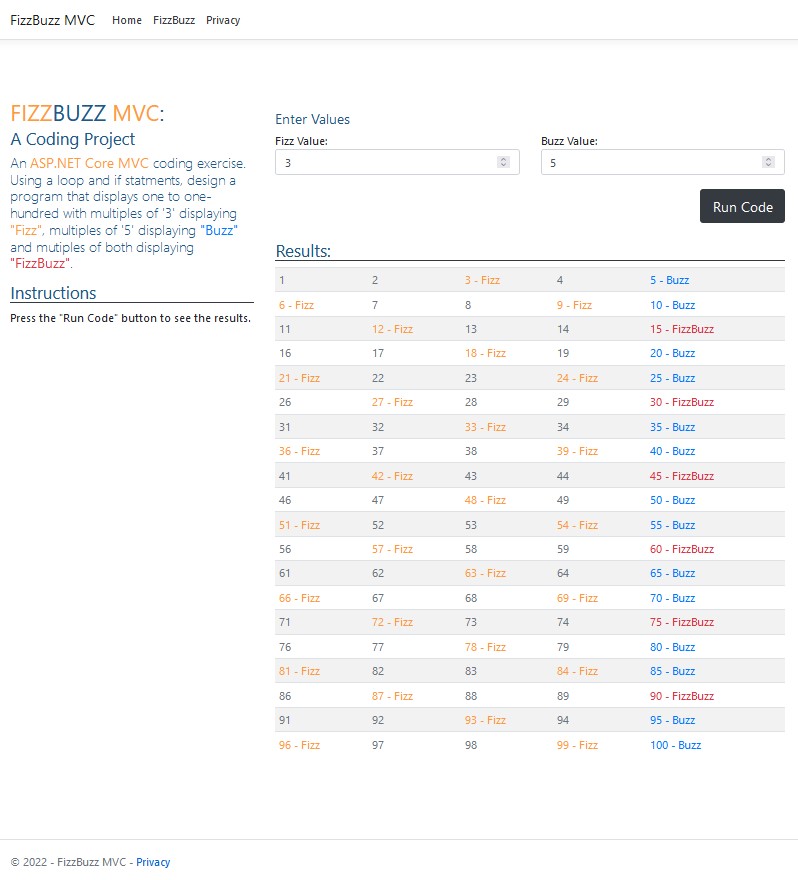 FizzBuzz MVC Home FizzBuzz Privacy
FIZZBUZZ MVC:
A Coding Project
An ASP.NET Core MVC coding exercise.
Using a loop and if statments, design a
program that displays one to one-
hundred with multiples of '3' displaying
"Fizz", multiples of '5' displaying "Buzz"
and mutiples of both displaying
"FizzBuzz".
Instructions
Press the "Run Code" button to see the results.
Enter Values
Fizz Value: Buzz Value:
3 5
Run Code
Results:
1 2 3 - Fizz 4 5 - Buzz
6 - Fizz 7 8 9 - Fizz 10 - Buzz
11 12 - Fizz 13 14 15 - FizzBuzz
16 17 18 - Fizz 19 20 - Buzz
21 - Fizz 22 23 24 - Fizz 25 - Buzz
26 27 - Fizz 28 29 30 - FizzBuzz
31 32 33 - Fizz 34 35 - Buzz
36 - Fizz 37 38 39 - Fizz 40 - Buzz
41 42 - Fizz 43 44 45 - FizzBuzz
46 47 48 - Fizz 49 50 - Buzz
51 - Fizz 52 53 54 - Fizz 55 - Buzz
56 57 - Fizz 58 59 60 - FizzBuzz
61 62 63 - Fizz 64 65 - Buzz
66 - Fizz 67 68 69 - Fizz 70 - Buzz
71 72 - Fizz 73 74 75 - FizzBuzz
76 77 78 - Fizz 79 80 - Buzz
81 - Fizz 82 83 84 - Fizz 85 - Buzz
86 87 - Fizz 88 89 90 - FizzBuzz
91 92 93 - Fizz 94 95 - Buzz
96 - Fizz 97 98 99 - Fizz 100 - Buzz
© 2022 - FizzBuzz MVC - Privacy